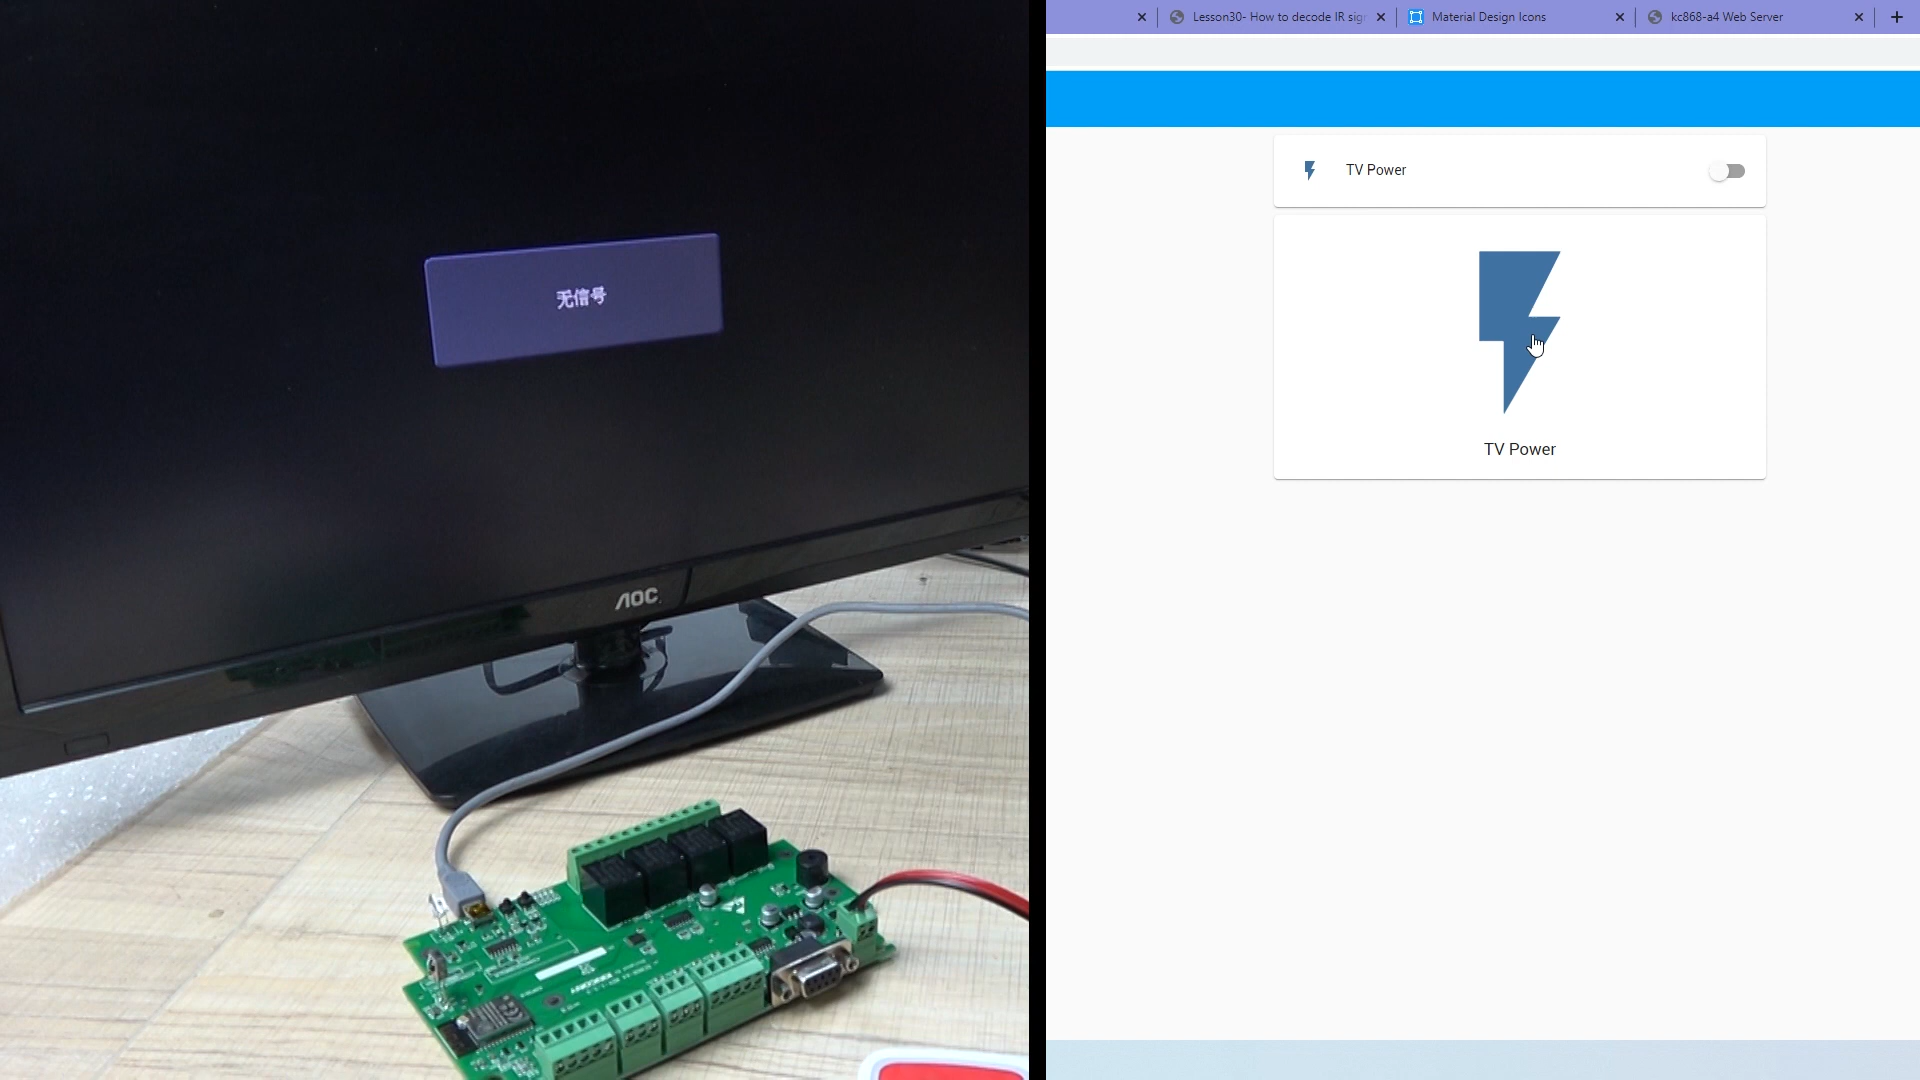 无信号
AOC
Lesson30- How to decode IR sig
Material Design Icons
kc868-a4 Web Server
TV Power
TV Power